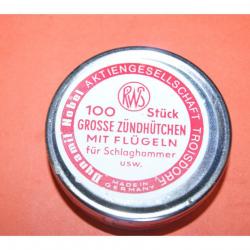 Dynamit Nobel AKTIENGESELLSCHAFT TROISDORF
RWS
100 Stück
GROSSE ZÜNDHÜTCHEN
MIT FLÜGELN
für Schlaghammer
usw.
MADE IN
GERMANY